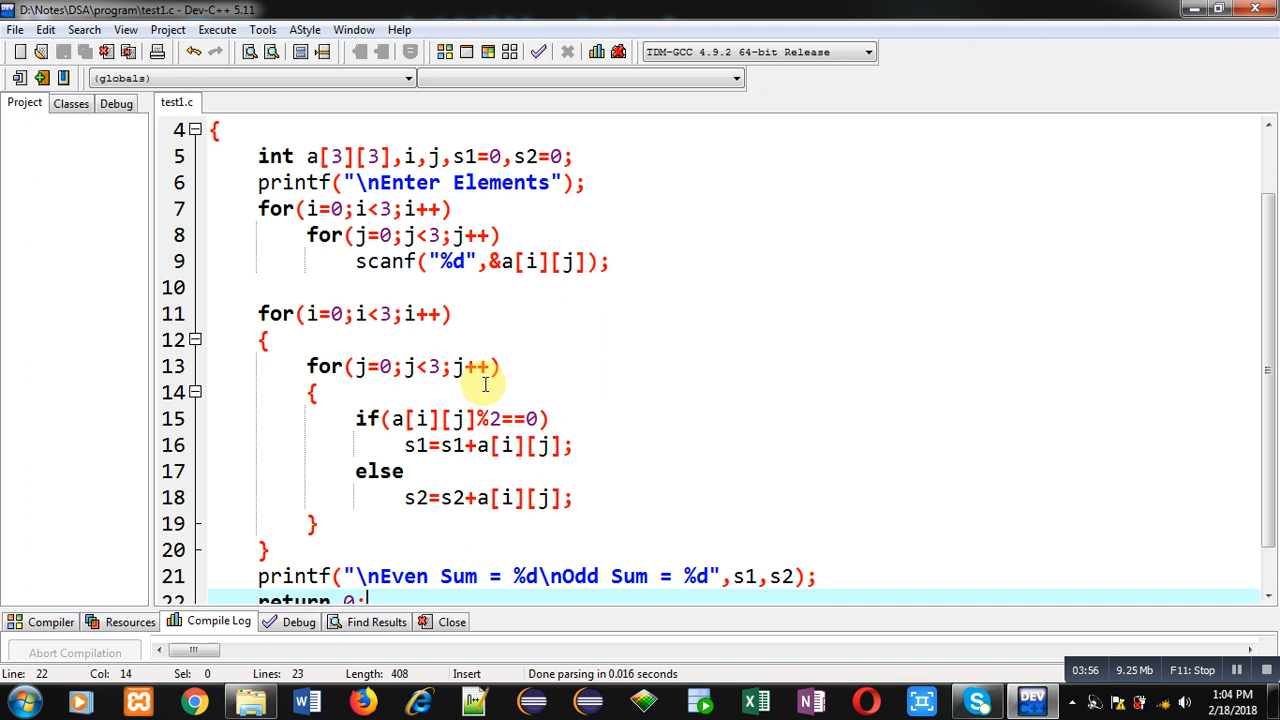 D:\Notes\DSA\program\test1.c - Dev-C++ 5.11
File Edit Search View Project Execute Tools AStyle Window Help
TDM-GCC 4.9.2 64-bit Release
(globals)
Project Classes Debug test1.c
4 {
5 int a[3][3],i,j,s1=0,s2=0;
6 printf("\nEnter Elements");
7 for(i=0;i<3;i++)
8 for(j=0;j<3;j++)
9 scanf("%d",&a[i][j]);
10
11 for(i=0;i<3;i++)
12 {
13 for(j=0;j<3;j++)
14 {
15 if(a[i][j]%2==0)
16 s1=s1+a[i][j];
17 else
18 s2=s2+a[i][j];
19 }
20 }
21 printf("\nEven Sum = %d\nOdd Sum = %d",s1,s2);
22 return 0;
Compiler Resources Compile Log Debug Find Results Close
Abort Compilation
Line: 22 Col: 14 Sel: 0 Lines: 23 Length: 408 Insert Done parsing in 0.016 seconds
03:56 9.25 Mb F11: Stop
DEV
1:04 PM
2/18/2018